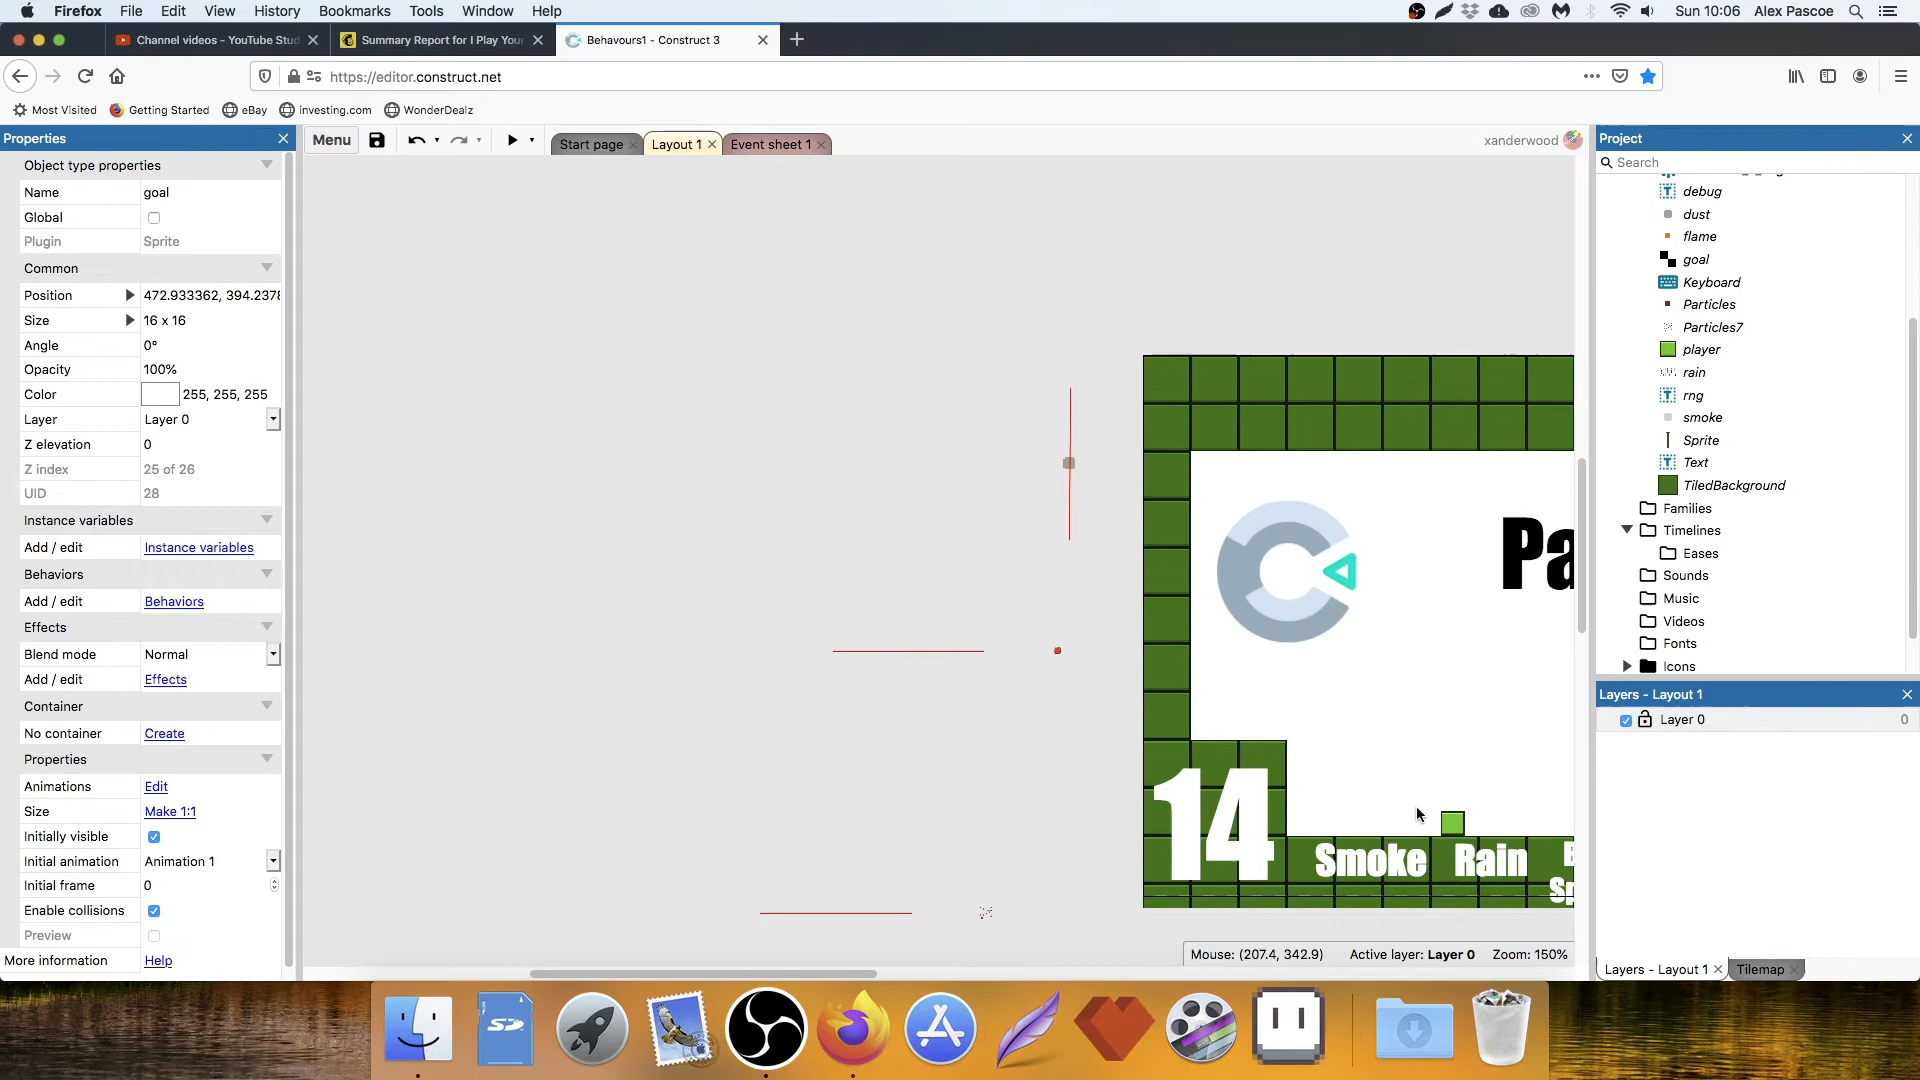 Firefox File Edit View History Bookmarks Tools Window Help Sun 10:06 Alex Pascoe
Channel videos - YouTube Stud
Summary Report for I Play Your
Behavours1 - Construct 3
https://editor.construct.net
Most Visited Getting Started eBay investing.com WonderDealz
Properties
Object type properties
Name goal
Global
Plugin Sprite
Common
Position 472.933362, 394.2378
Size 16 x 16
Angle 0°
Opacity 100%
Color 255, 255, 255
Layer Layer 0
Z elevation 0
Z index 25 of 26
UID 28
Instance variables
Add / edit Instance variables
Behaviors
Add / edit Behaviors
Effects
Blend mode Normal
Add / edit Effects
Container
No container Create
Properties
Animations Edit
Size Make 1:1
Initially visible
Initial animation Animation 1
Initial frame 0
Enable collisions
Preview
More information Help
Menu
Start page
Layout 1
Event sheet 1
xanderwood
Pa
14
Smoke Rain
Mouse: (207.4, 342.9) Active layer: Layer 0 Zoom: 150%
Project
Search
debug
dust
flame
goal
Keyboard
Particles
Particles7
player
rain
rng
smoke
Sprite
Text
TiledBackground
Families
Timelines
Eases
Sounds
Music
Videos
Fonts
Icons
Layers - Layout 1
Layer 0 0
Layers - Layout 1 Tilemap
SD